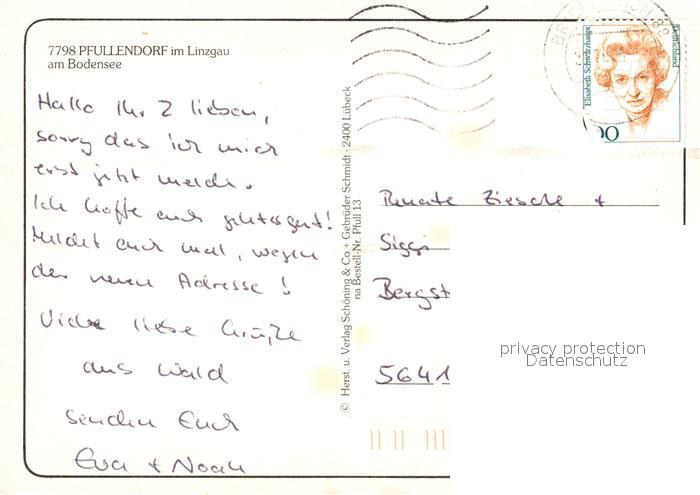 7798 PFULLENDORF im Linzgau
am Bodensee
Hallo ihr 2 lieben,
sorry das ich mich
erst jetzt melde.
Ich hoffe euch geht's gut!
Meldet euch mal, wegen
der neuen Adresse!
Viele liebe Grüße
aus Wald
senden Euch
Eva + Noah
© Herst. u. Verlag Schöning & Co + Gebrüder Schmidt · 2400 Lübeck
na Bestell-Nr. Pfull 13
Elisabeth Schwarzhaupt
Deutschland
00
Renate Ziesche +
Siggi
Bergst
5641
privacy protection
Datenschutz